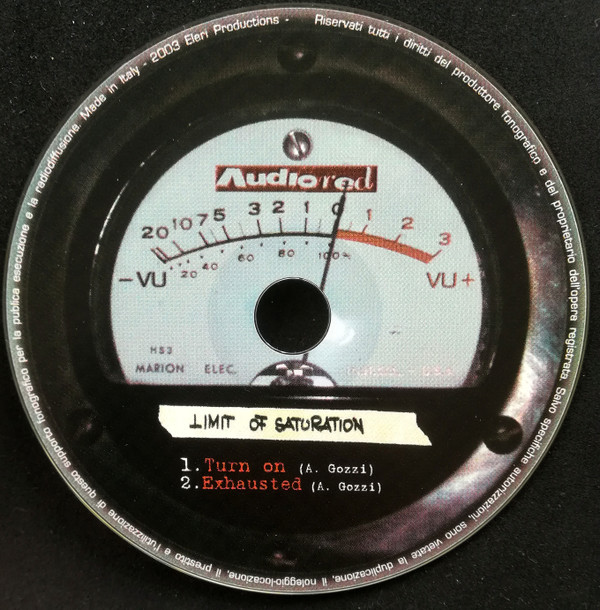 Made in Italy - 2003 Eleri Productions - Riservati tutti i diritti del produttore fonografico e del proprietario dell'opera registrata. Salvo specifiche autorizzazioni, sono vietate la duplicazione, il noleggio-locazione, il prestito e l'utilizzazione di questo supporto fonografico per la publica esecuzione e la radiodiffusione.
Audiored
20 10 7 5 3 2 1 0 1 2 3
20 40 60 80 100%
-VU VU+
HS3
MARION ELEC.
LIMIT OF SATURATION
1.Turn on (A. Gozzi)
2.Exhausted (A. Gozzi)